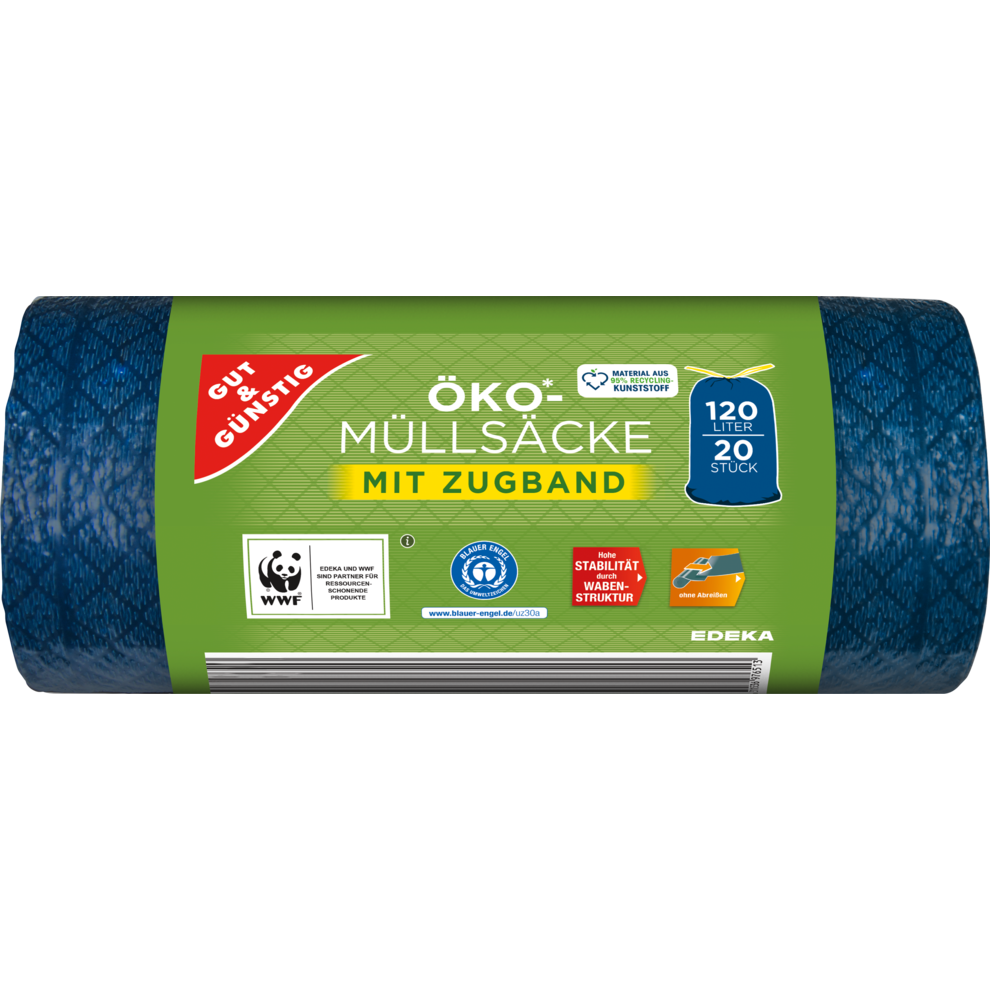 GUT
&
GÜNSTIG
ÖKO*-
MÜLLSÄCKE
MIT ZUGBAND
MATERIAL AUS
95% RECYCLING-
KUNSTSTOFF
120
LITER
20
STÜCK
WWF
EDEKA UND WWF
SIND PARTNER FÜR
RESSOURCEN-
SCHONENDE
PRODUKTE
i
BLAUER ENGEL
DAS UMWELTZEICHEN
www.blauer-engel.de/uz30a
Hohe
STABILITÄT
durch
WABEN-
STRUKTUR
ohne Abreißen
EDEKA